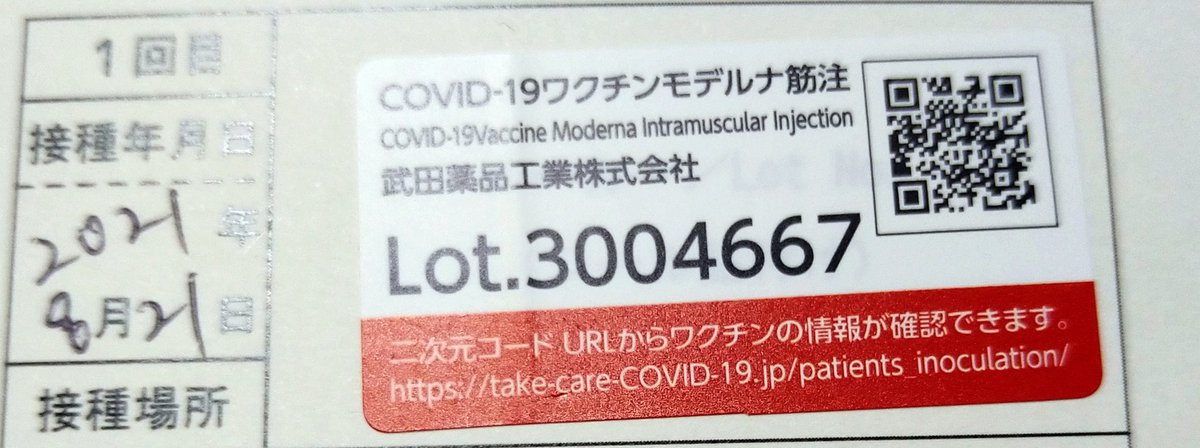 1回目
接種年月日
2021年
8月21日
接種場所
COVID-19ワクチンモデルナ筋注
COVID-19Vaccine Moderna Intramuscular Injection
武田薬品工業株式会社
Lot.3004667
二次元コード URLからワクチンの情報が確認できます。
https://take-care-COVID-19.jp/patients_inoculation/